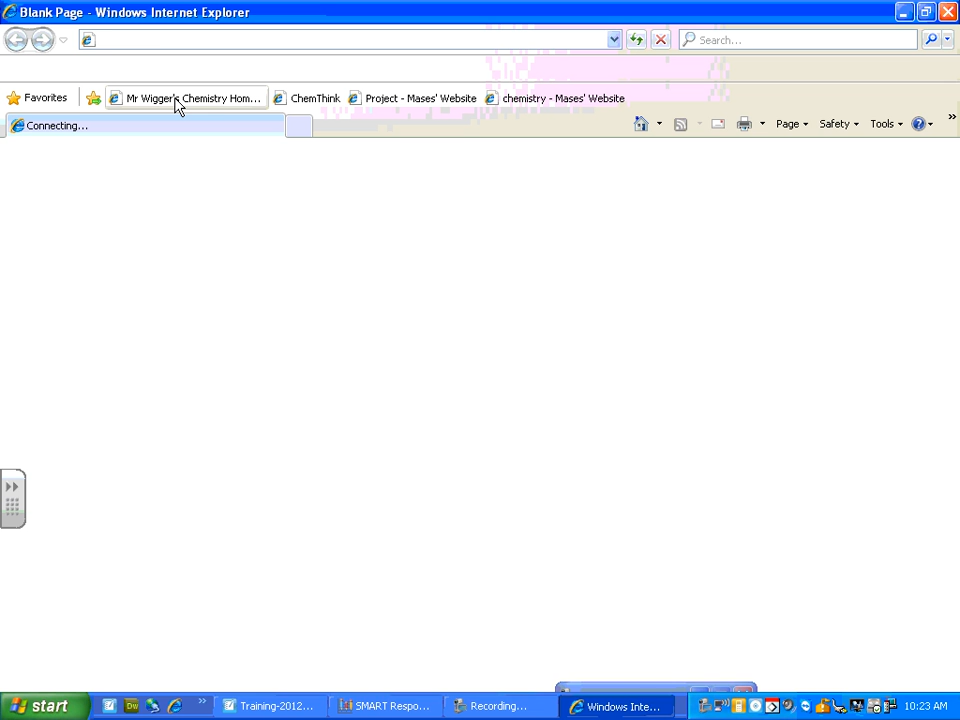 Blank Page - Windows Internet Explorer
Search...
Favorites
Mr Wigger's Chemistry Hom...
ChemThink
Project - Mases' Website
chemistry - Mases' Website
Connecting...
Page
Safety
Tools
»
start
Dw
»
Training-2012...
SMART Respo...
Recording...
Windows Inte...
10:23 AM